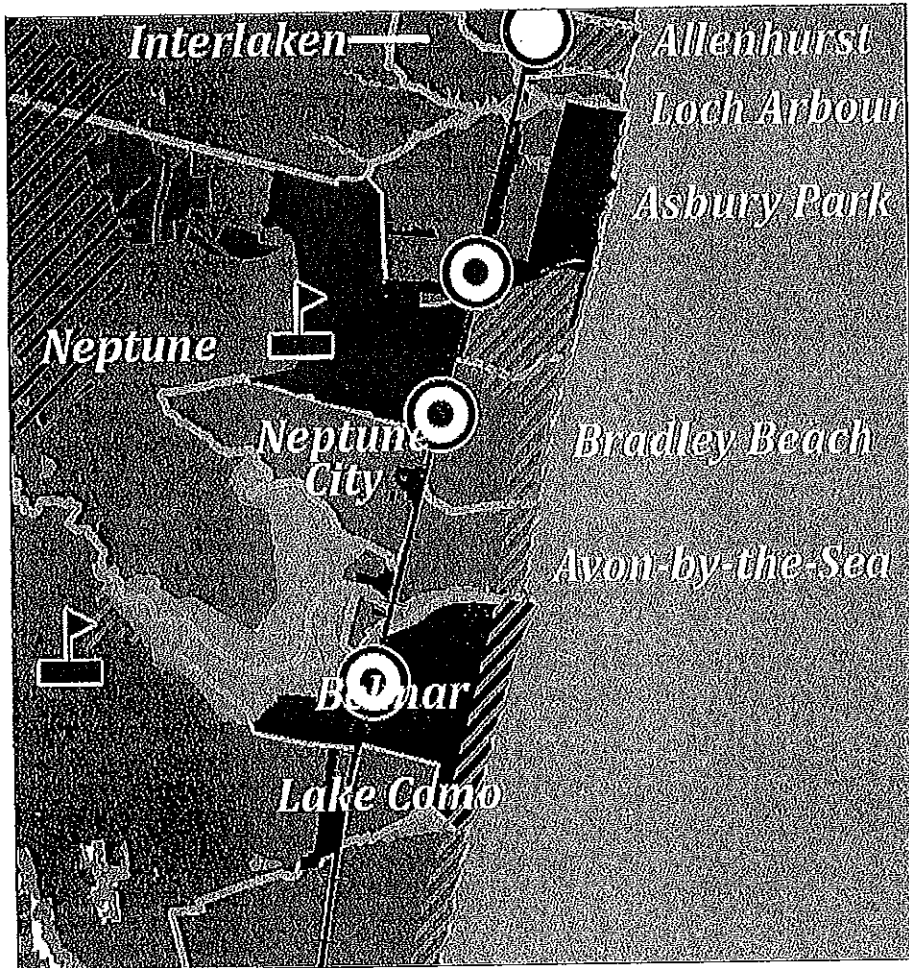 Interlaken
Allenhurst
Loch Arbour
Asbury Park
Neptune
Neptune
City
Bradley Beach
Avon-by-the-Sea
Belmar
Lake Como